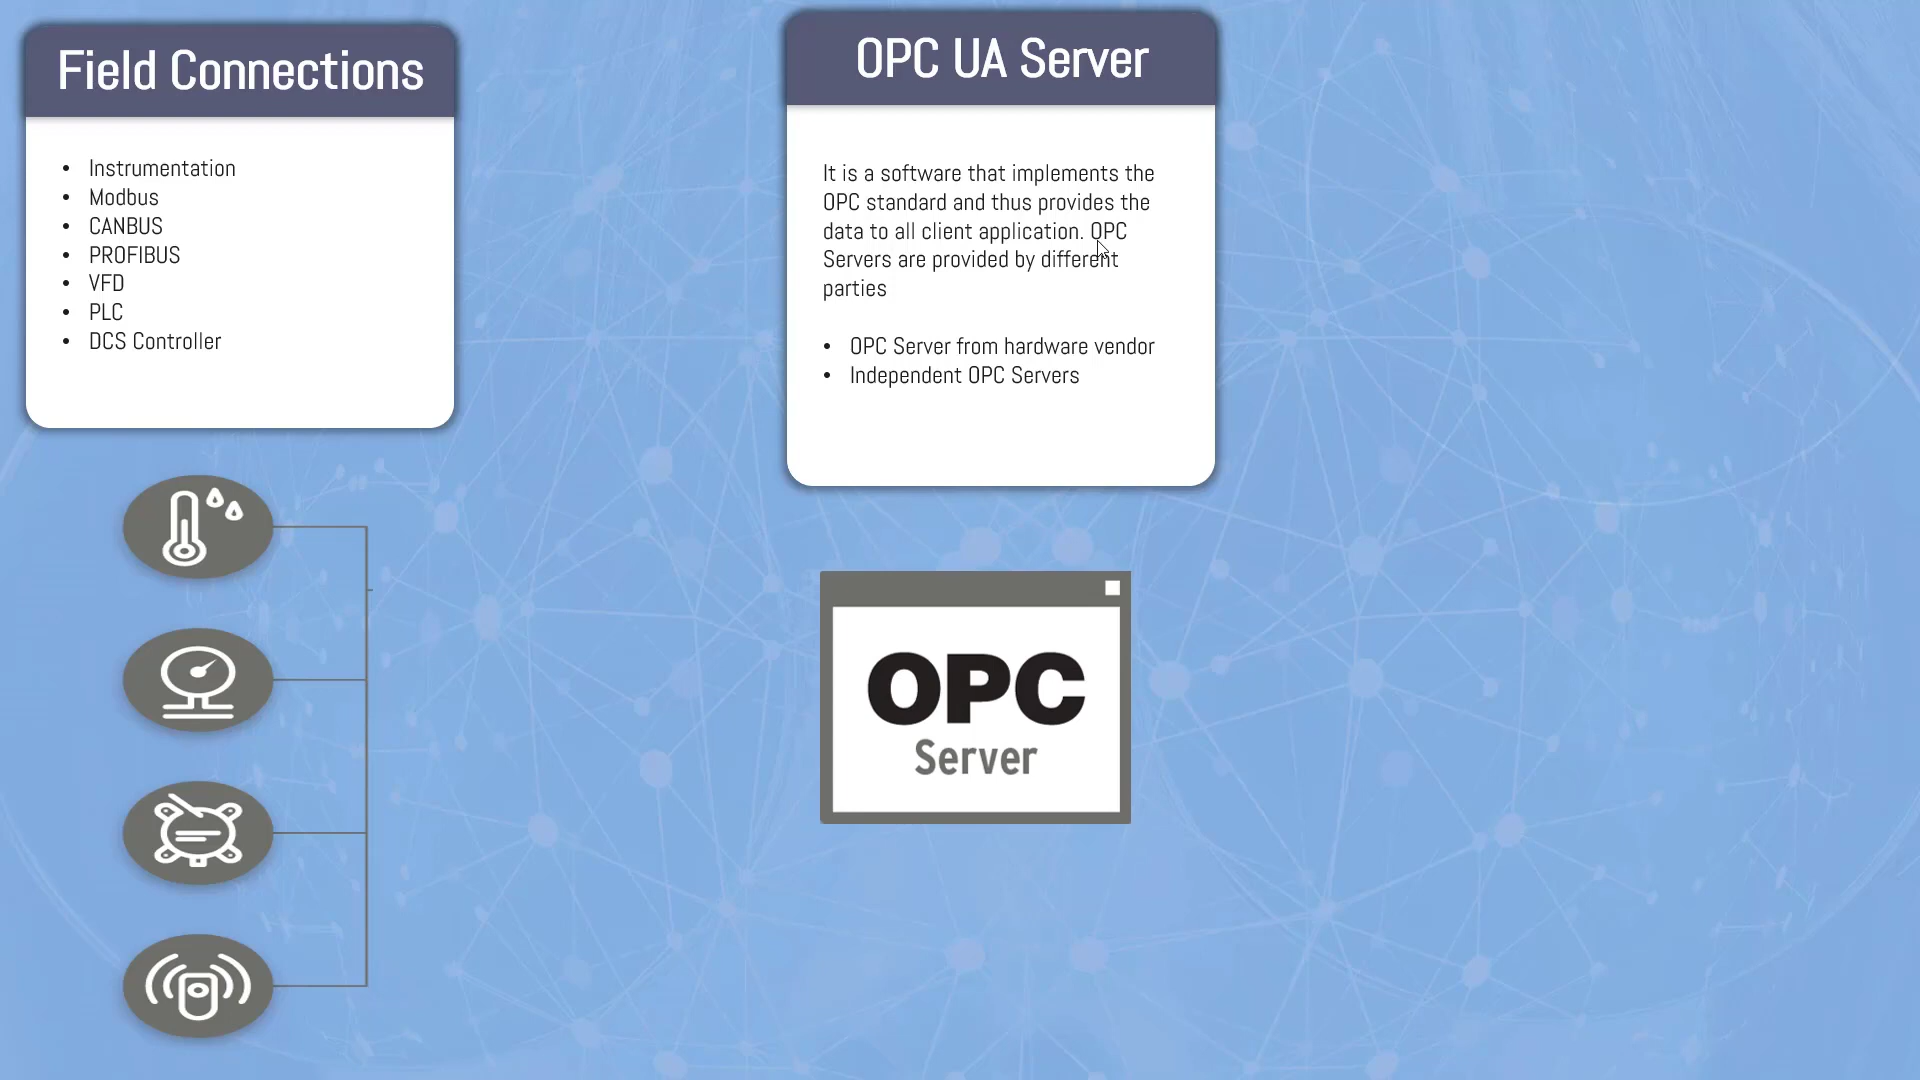 Field Connections
• Instrumentation
• Modbus
• CANBUS
• PROFIBUS
• VFD
• PLC
• DCS Controller
OPC UA Server
It is a software that implements the
OPC standard and thus provides the
data to all client application. OPC
Servers are provided by different
parties
• OPC Server from hardware vendor
• Independent OPC Servers
OPC
Server